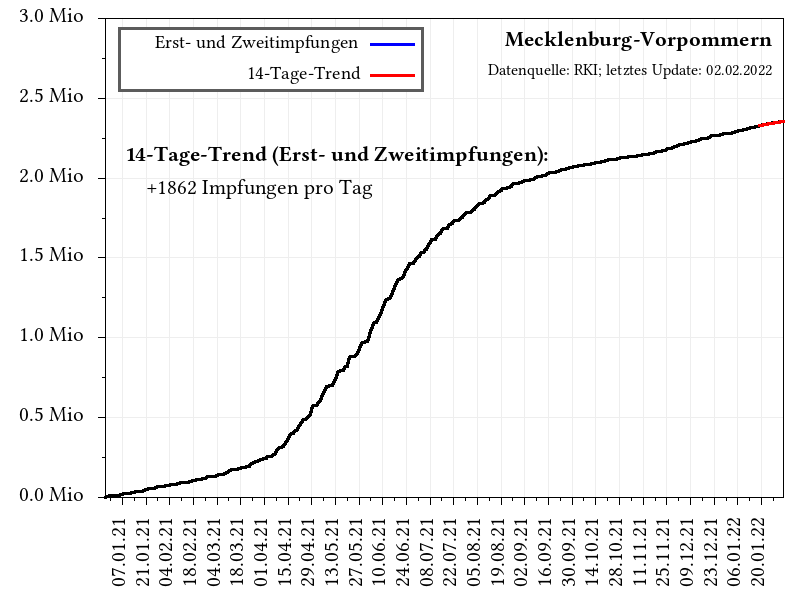 3.0 Mio
2.5 Mio
2.0 Mio
1.5 Mio
1.0 Mio
0.5 Mio
0.0 Mio
Erst- und Zweitimpfungen
14-Tage-Trend
Mecklenburg-Vorpommern
Datenquelle: RKI; letztes Update: 02.02.2022
14-Tage-Trend (Erst- und Zweitimpfungen):
+1862 Impfungen pro Tag
07.01.21
21.01.21
04.02.21
18.02.21
04.03.21
18.03.21
01.04.21
15.04.21
29.04.21
13.05.21
27.05.21
10.06.21
24.06.21
08.07.21
22.07.21
05.08.21
19.08.21
02.09.21
16.09.21
30.09.21
14.10.21
28.10.21
11.11.21
25.11.21
09.12.21
23.12.21
06.01.22
20.01.22